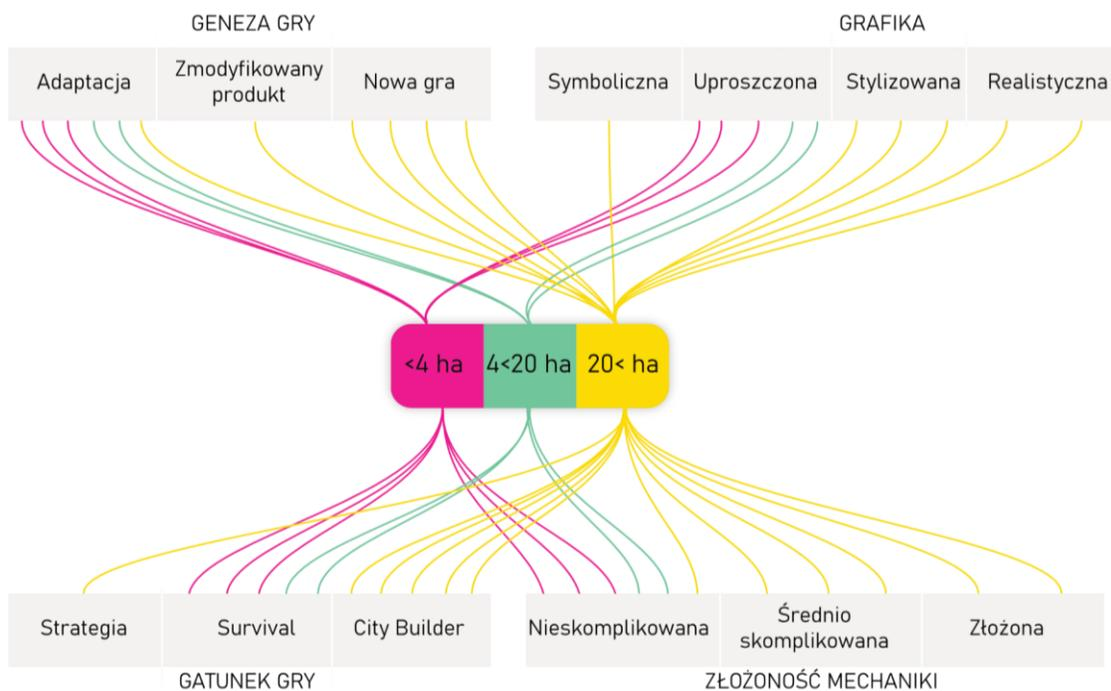 GENEZA GRY
GRAFIKA
Adaptacja
Zmodyfikowany
produkt
Nowa gra
Symboliczna
Uproszczona
Stylizowana
Realistyczna
<4 ha
4<20 ha
20< ha
Strategia
Survival
City Builder
Nieskomplikowana
Średnio
skomplikowana
Złożona
GATUNEK GRY
ZŁOŻONOŚĆ MECHANIKI